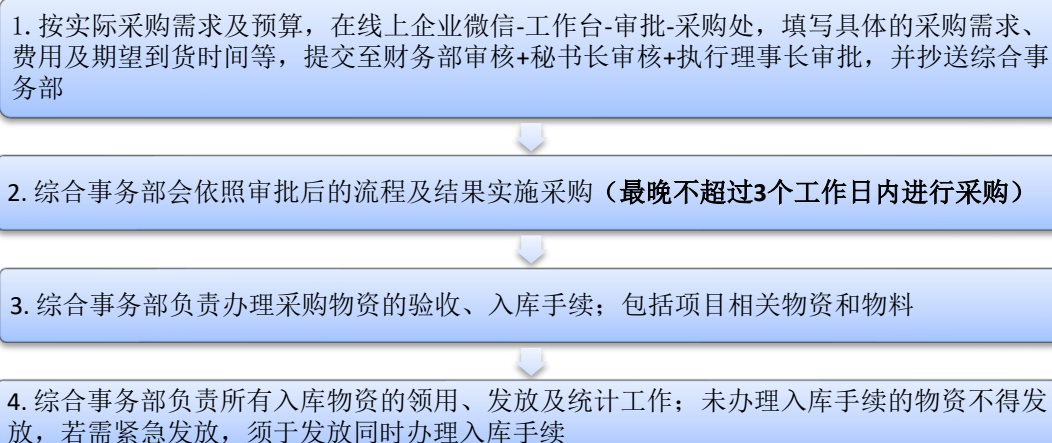 1. 按实际采购需求及预算，在线上企业微信-工作台-审批-采购处，填写具体的采购需求、
费用及期望到货时间等，提交至财务部审核+秘书长审核+执行理事长审批，并抄送综合事
务部
2. 综合事务部会依照审批后的流程及结果实施采购（最晚不超过3个工作日内进行采购）
3. 综合事务部负责办理采购物资的验收、入库手续；包括项目相关物资和物料
4. 综合事务部负责所有入库物资的领用、发放及统计工作；未办理入库手续的物资不得发
放，若需紧急发放，须于发放同时办理入库手续